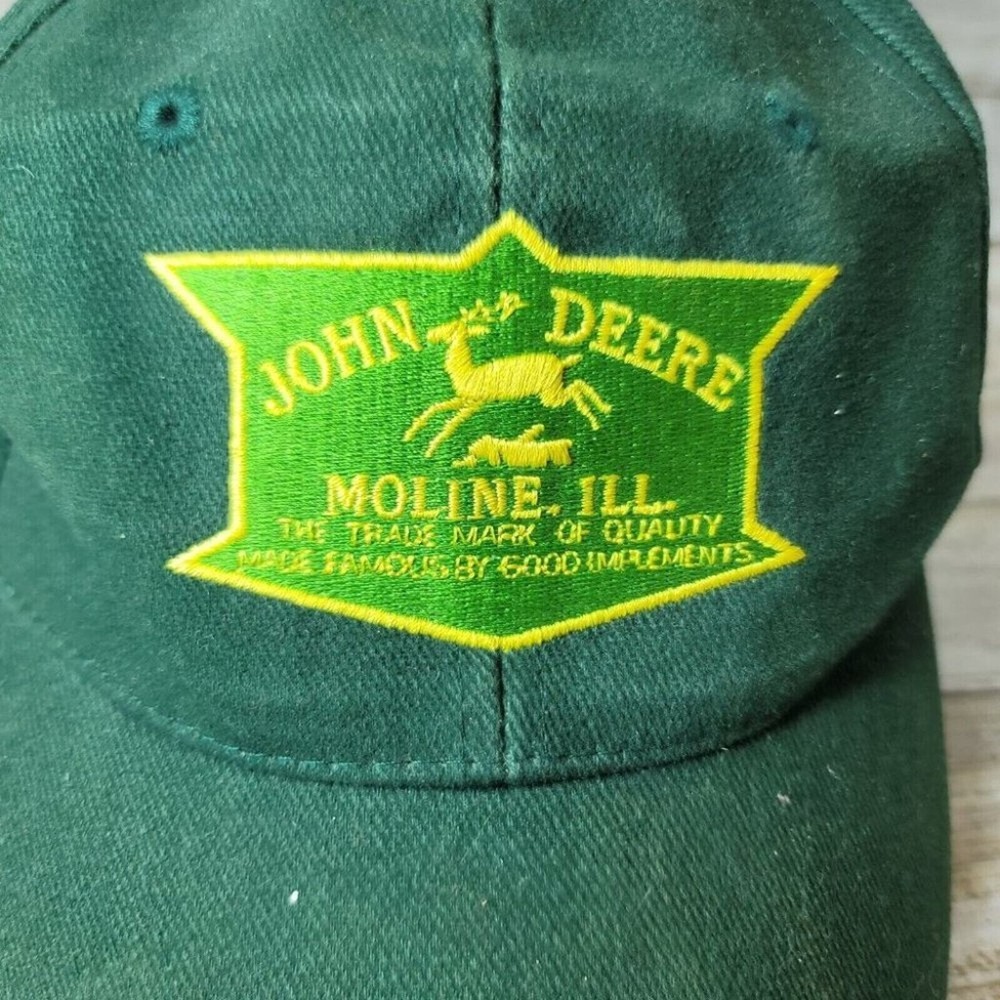 JOHN DEERE
MOLINE, ILL.
THE TRADE MARK OF QUALITY
MADE FAMOUS BY GOOD IMPLEMENTS